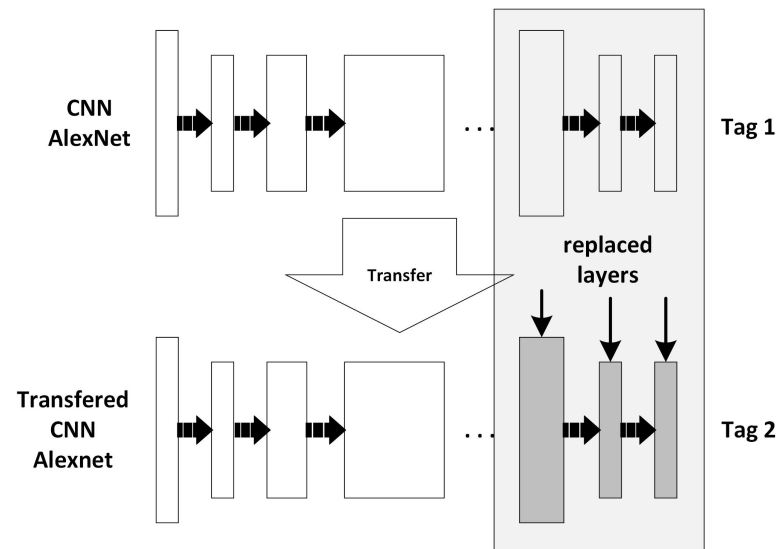 CNN
AlexNet
...
Tag 1
Transfer
replaced
layers
Transfered
CNN
Alexnet
...
Tag 2